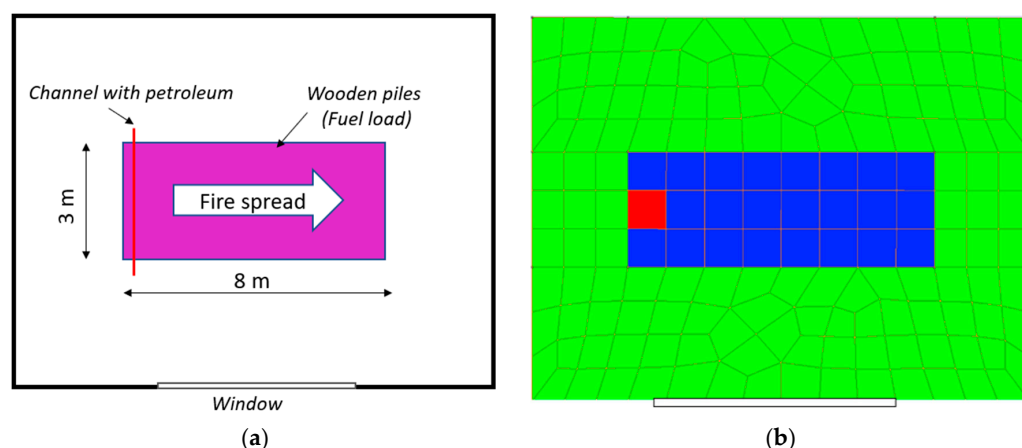 Channel with petroleum
Wooden piles
(Fuel load)
Fire spread
3 m
8 m
Window
(a)
(b)